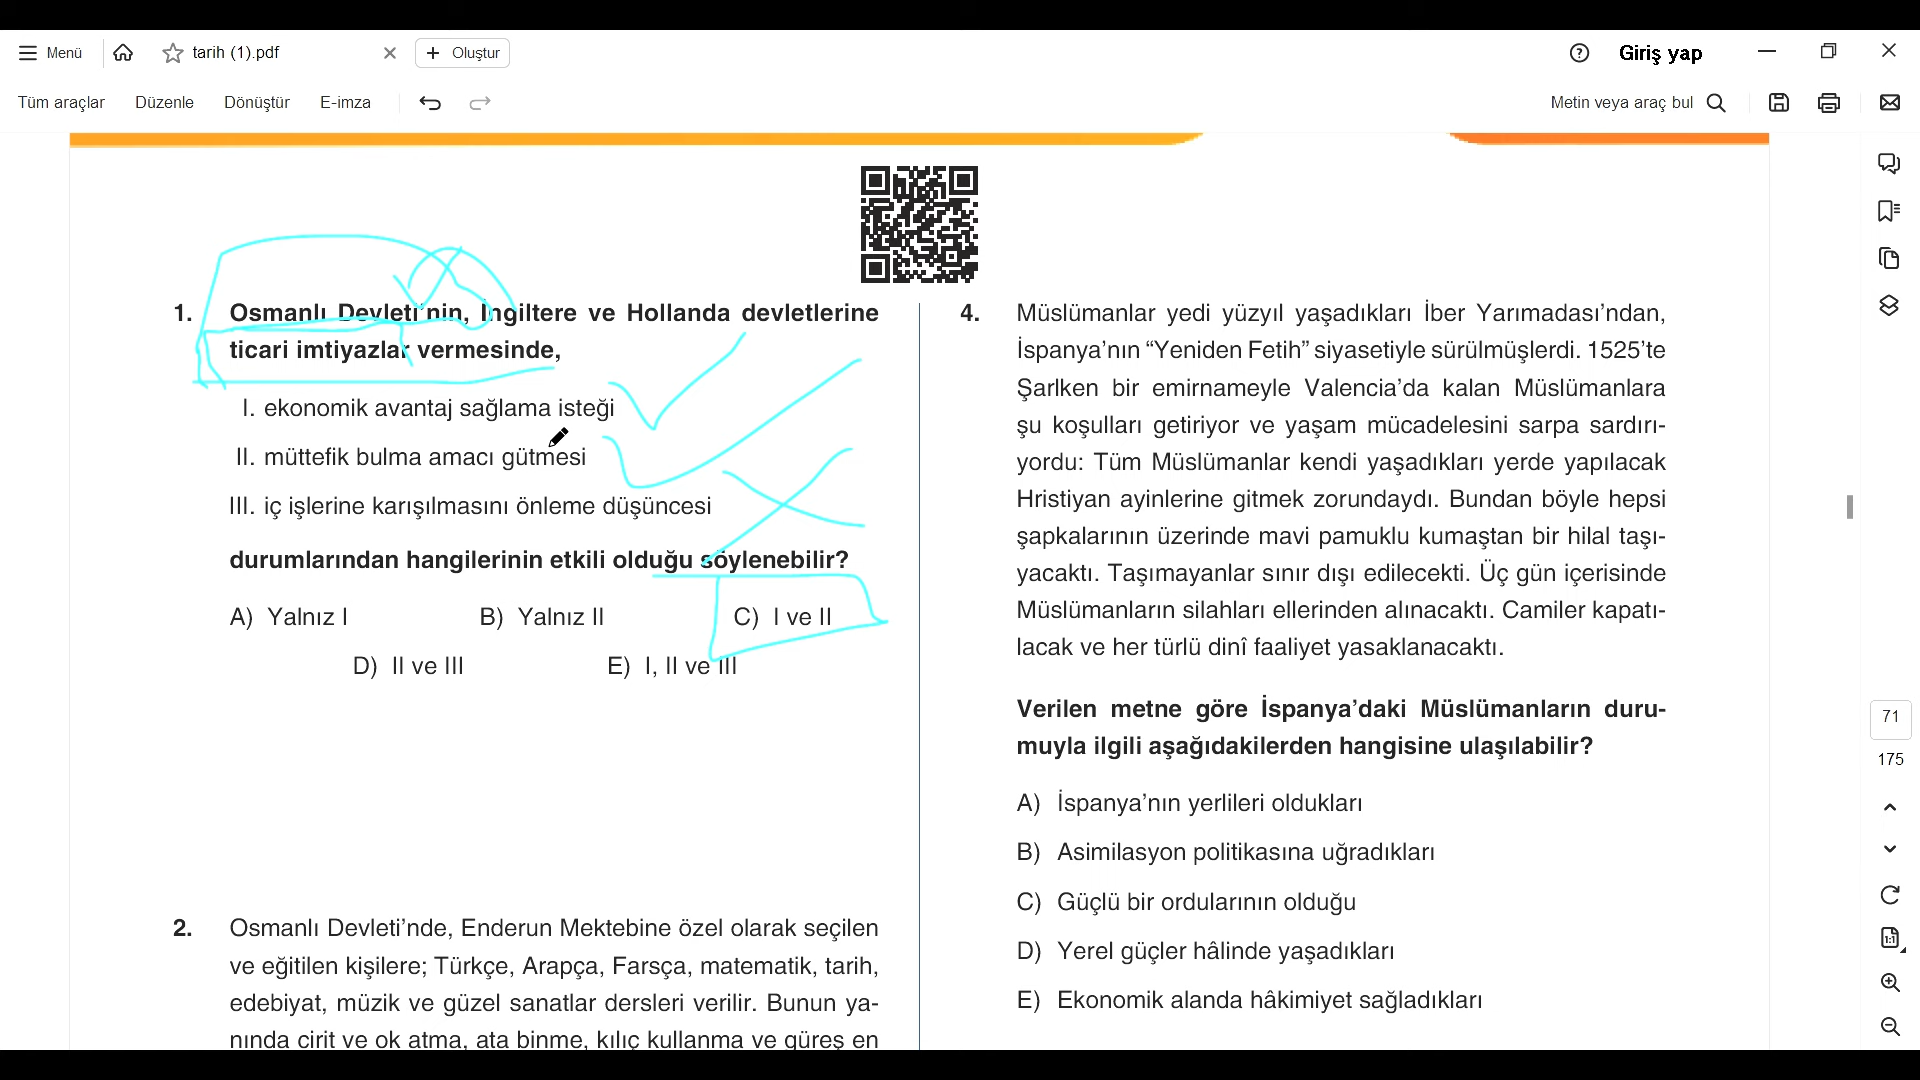 Menü
tarih (1).pdf
Oluştur
Giriş yap
Tüm araçlar
Düzenle
Dönüştür
E-imza
Metin veya araç bul
1. Osmanlı Devleti’nin, İngiltere ve Hollanda devletlerine
ticari imtiyazlar vermesinde,
I. ekonomik avantaj sağlama isteği
II. müttefik bulma amacı gütmesi
III. iç işlerine karışılmasını önleme düşüncesi
durumlarından hangilerinin etkili olduğu söylenebilir?
A) Yalnız I B) Yalnız II C) I ve II
D) II ve III E) I, II ve III
2. Osmanlı Devleti’nde, Enderun Mektebine özel olarak seçilen
ve eğitilen kişilere; Türkçe, Arapça, Farsça, matematik, tarih,
edebiyat, müzik ve güzel sanatlar dersleri verilir. Bunun ya-
nında cirit ve ok atma, ata binme, kılıç kullanma ve güreş en
4. Müslümanlar yedi yüzyıl yaşadıkları İber Yarımadası’ndan,
İspanya’nın “Yeniden Fetih” siyasetiyle sürülmüşlerdi. 1525’te
Şarlken bir emirnameyle Valencia’da kalan Müslümanlara
şu koşulları getiriyor ve yaşam mücadelesini sarpa sardırı-
yordu: Tüm Müslümanlar kendi yaşadıkları yerde yapılacak
Hristiyan ayinlerine gitmek zorundaydı. Bundan böyle hepsi
şapkalarının üzerinde mavi pamuklu kumaştan bir hilal taşı-
yacaktı. Taşımayanlar sınır dışı edilecekti. Üç gün içerisinde
Müslümanların silahları ellerinden alınacaktı. Camiler kapatı-
lacak ve her türlü dinî faaliyet yasaklanacaktı.
Verilen metne göre İspanya’daki Müslümanların duru-
muyla ilgili aşağıdakilerden hangisine ulaşılabilir?
A) İspanya’nın yerlileri oldukları
B) Asimilasyon politikasına uğradıkları
C) Güçlü bir ordularının olduğu
D) Yerel güçler hâlinde yaşadıkları
E) Ekonomik alanda hâkimiyet sağladıkları
71
175
1:1